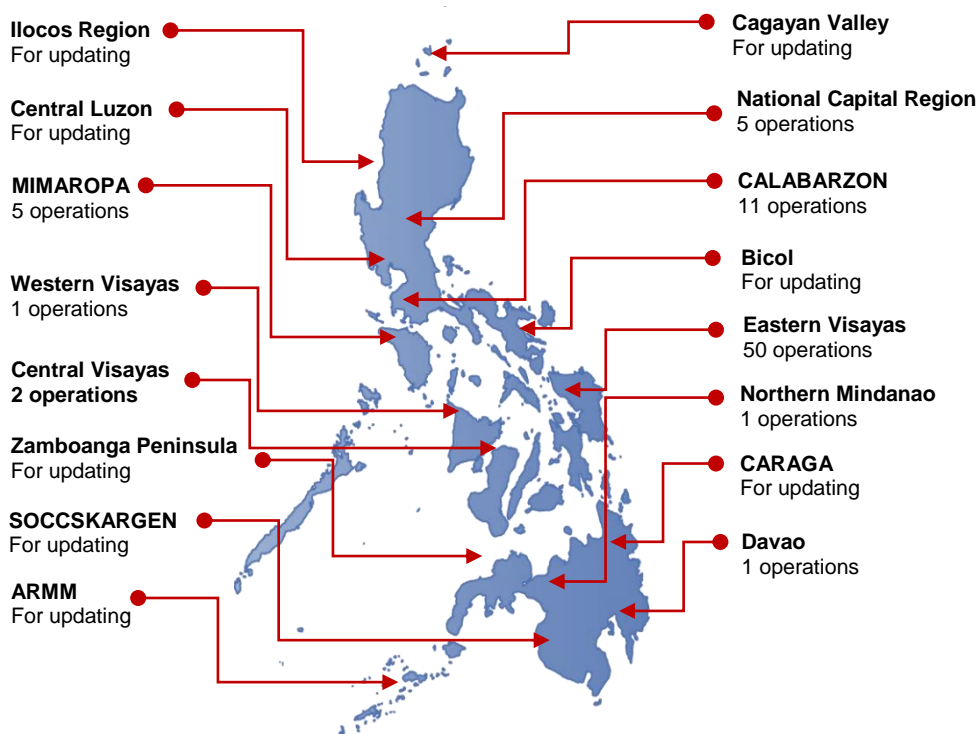 Ilocos Region
For updating
Central Luzon
For updating
MIMAROPA
5 operations
Western Visayas
1 operations
Central Visayas
2 operations
Zamboanga Peninsula
For updating
SOCCSKARGEN
For updating
ARMM
For updating
Cagayan Valley
For updating
National Capital Region
5 operations
CALABARZON
11 operations
Bicol
For updating
Eastern Visayas
50 operations
Northern Mindanao
1 operations
CARAGA
For updating
Davao
1 operations